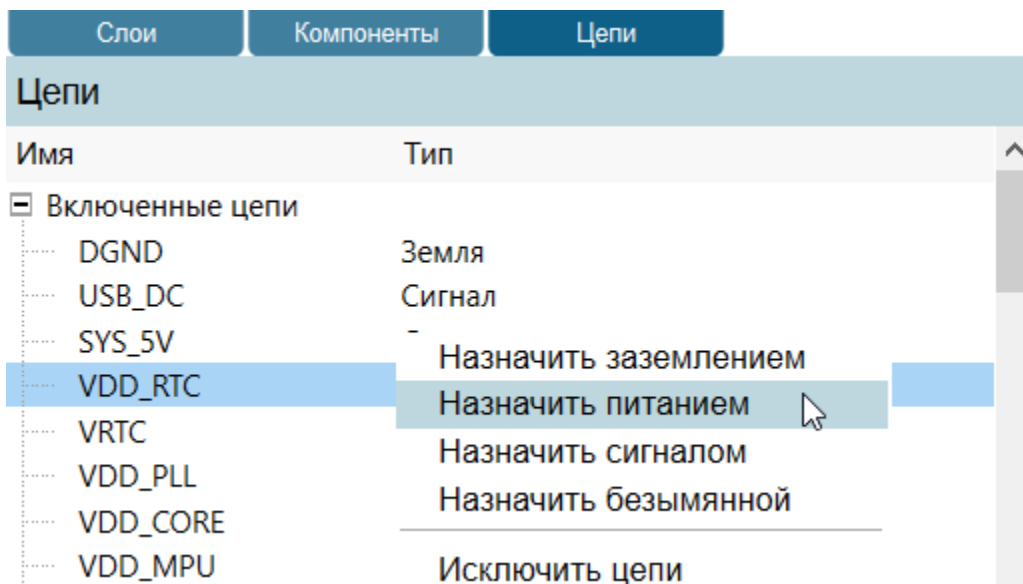 Слои Компоненты Цепи
Цепи
Имя Тип
Включенные цепи
DGND Земля
USB_DC Сигнал
SYS_5V
Назначить заземлением
VDD_RTC
Назначить питанием
VRTC
Назначить сигналом
VDD_PLL
Назначить безымянной
VDD_CORE
VDD_MPU
Исключить цепи